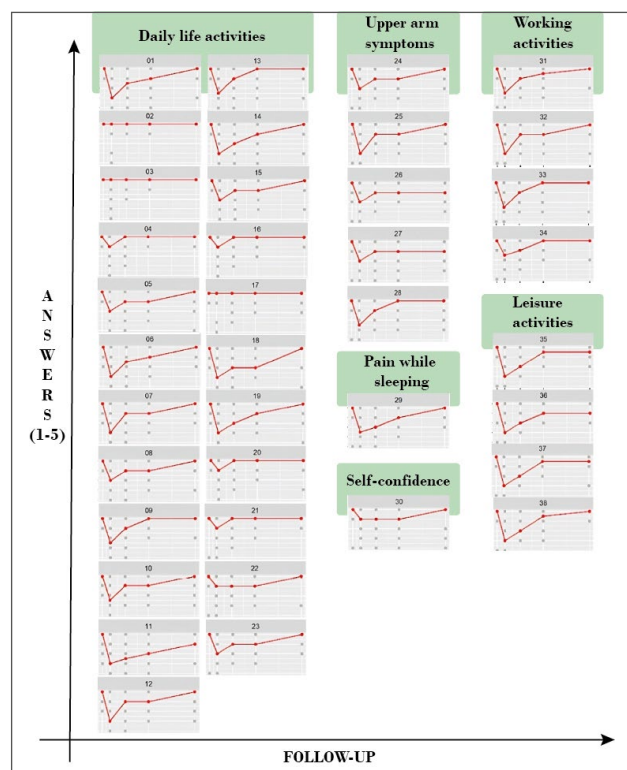 Daily life activities
Upper arm
symptoms
Working
activities
01
13
24
31
02
14
25
32
03
15
26
33
04
16
27
34
05
17
28
Leisure
activities
06
18
Pain while
sleeping
35
07
19
29
36
08
20
Self-confidence
37
09
21
30
38
10
22
11
23
12
A
N
S
W
E
R
S
(1-5)
FOLLOW-UP